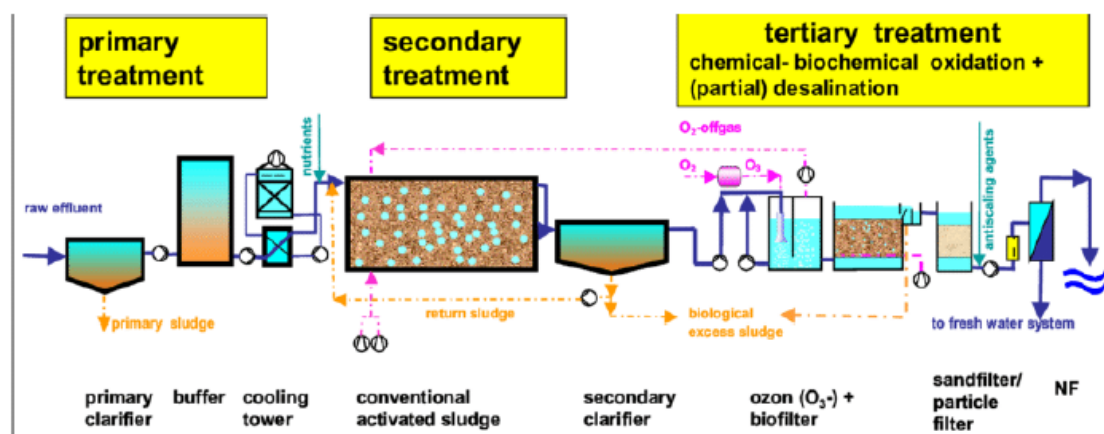 primary
treatment
secondary
treatment
tertiary treatment
chemical- biochemical oxidation +
(partial) desalination
nutrients
O₂-offgas
O₂
O₃
antiscaling agents
raw effluent
primary sludge
return sludge
biological
excess sludge
to fresh water system
primary
clarifier
buffer
cooling
tower
conventional
activated sludge
secondary
clarifier
ozon (O₃-) +
biofilter
sandfilter/
particle
filter
NF